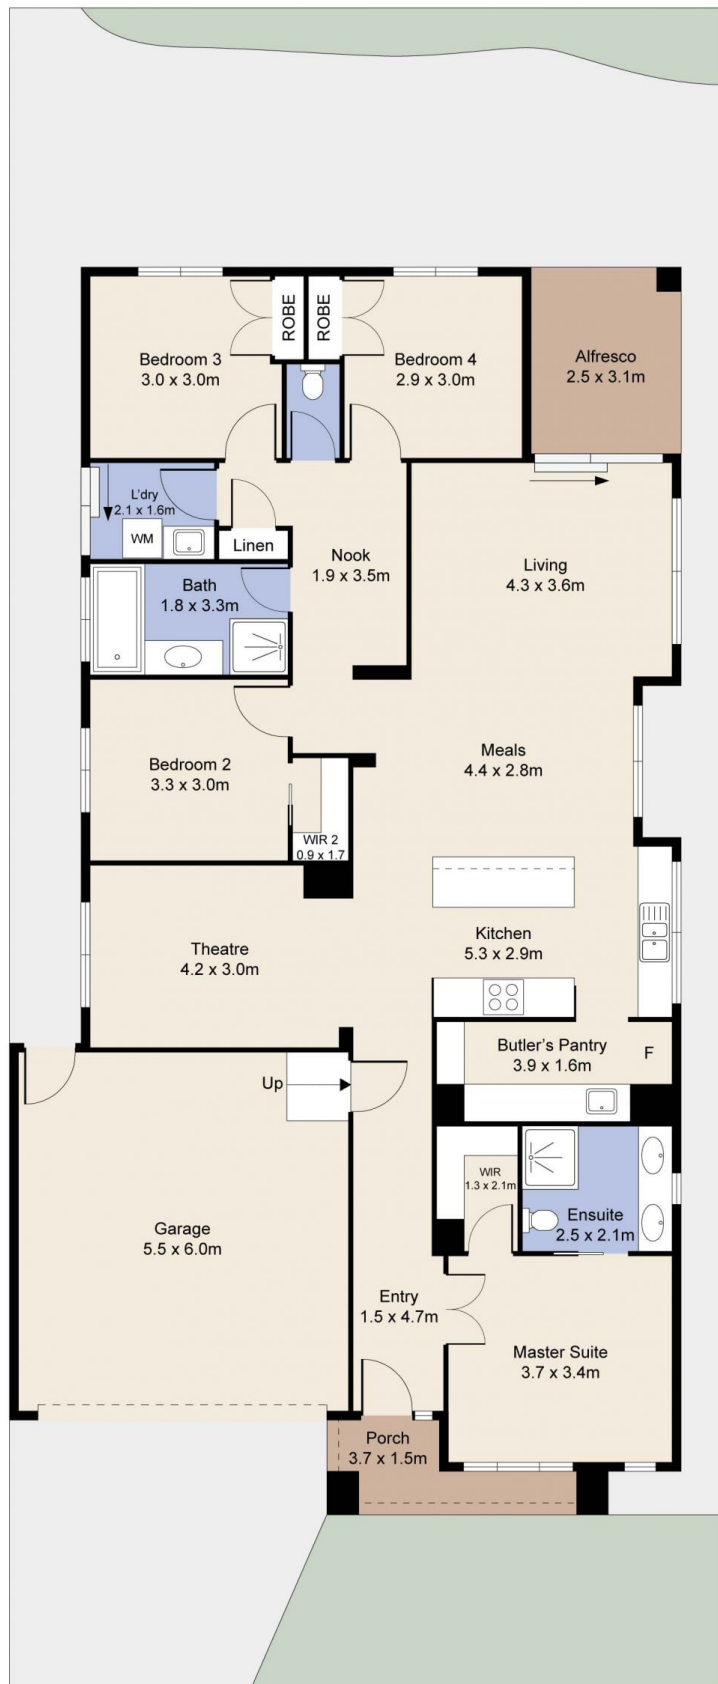 ROBE
ROBE
Bedroom 3
3.0 x 3.0m
Bedroom 4
2.9 x 3.0m
Alfresco
2.5 x 3.1m
L'dry
2.1 x 1.6m
WM
Linen
Nook
1.9 x 3.5m
Living
4.3 x 3.6m
Bath
1.8 x 3.3m
Bedroom 2
3.3 x 3.0m
Meals
4.4 x 2.8m
WIR 2
0.9 x 1.7
Theatre
4.2 x 3.0m
Kitchen
5.3 x 2.9m
Butler's Pantry
3.9 x 1.6m
F
Up
WIR
1.3 x 2.1m
Ensuite
2.5 x 2.1m
Garage
5.5 x 6.0m
Entry
1.5 x 4.7m
Master Suite
3.7 x 3.4m
Porch
3.7 x 1.5m